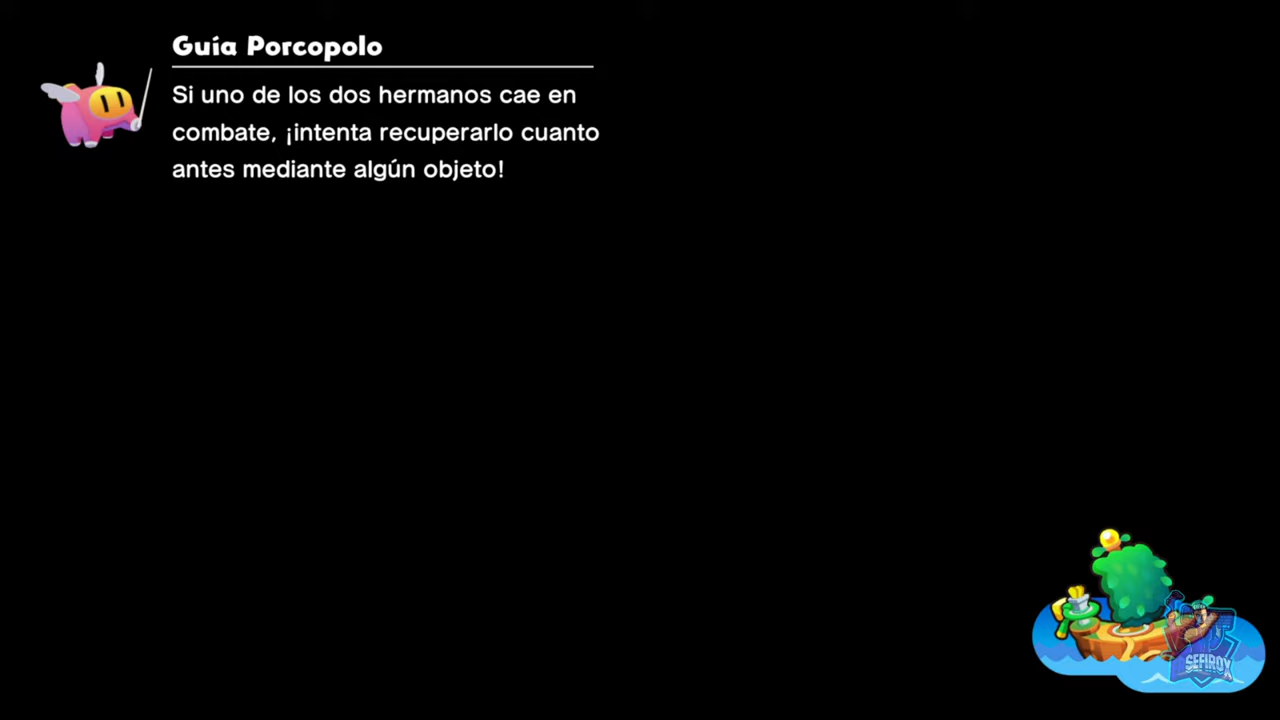 Guía Porcopolo
Si uno de los dos hermanos cae en
combate, ¡intenta recuperarlo cuanto
antes mediante algún objeto!
SEFIROX